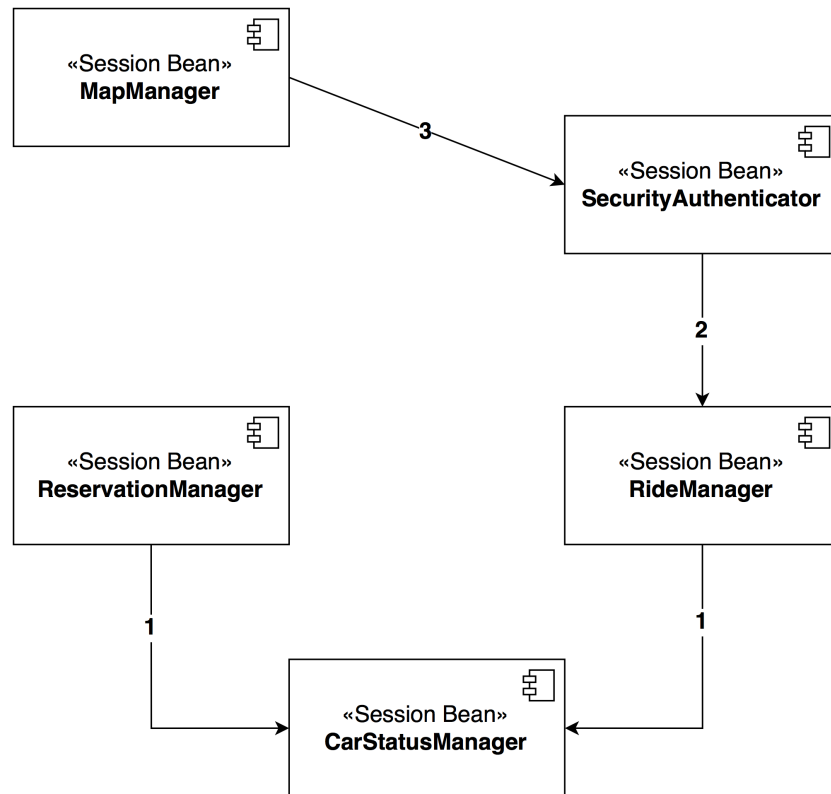 «Session Bean»
MapManager
3
«Session Bean»
SecurityAuthenticator
2
«Session Bean»
ReservationManager
«Session Bean»
RideManager
1
1
«Session Bean»
CarStatusManager